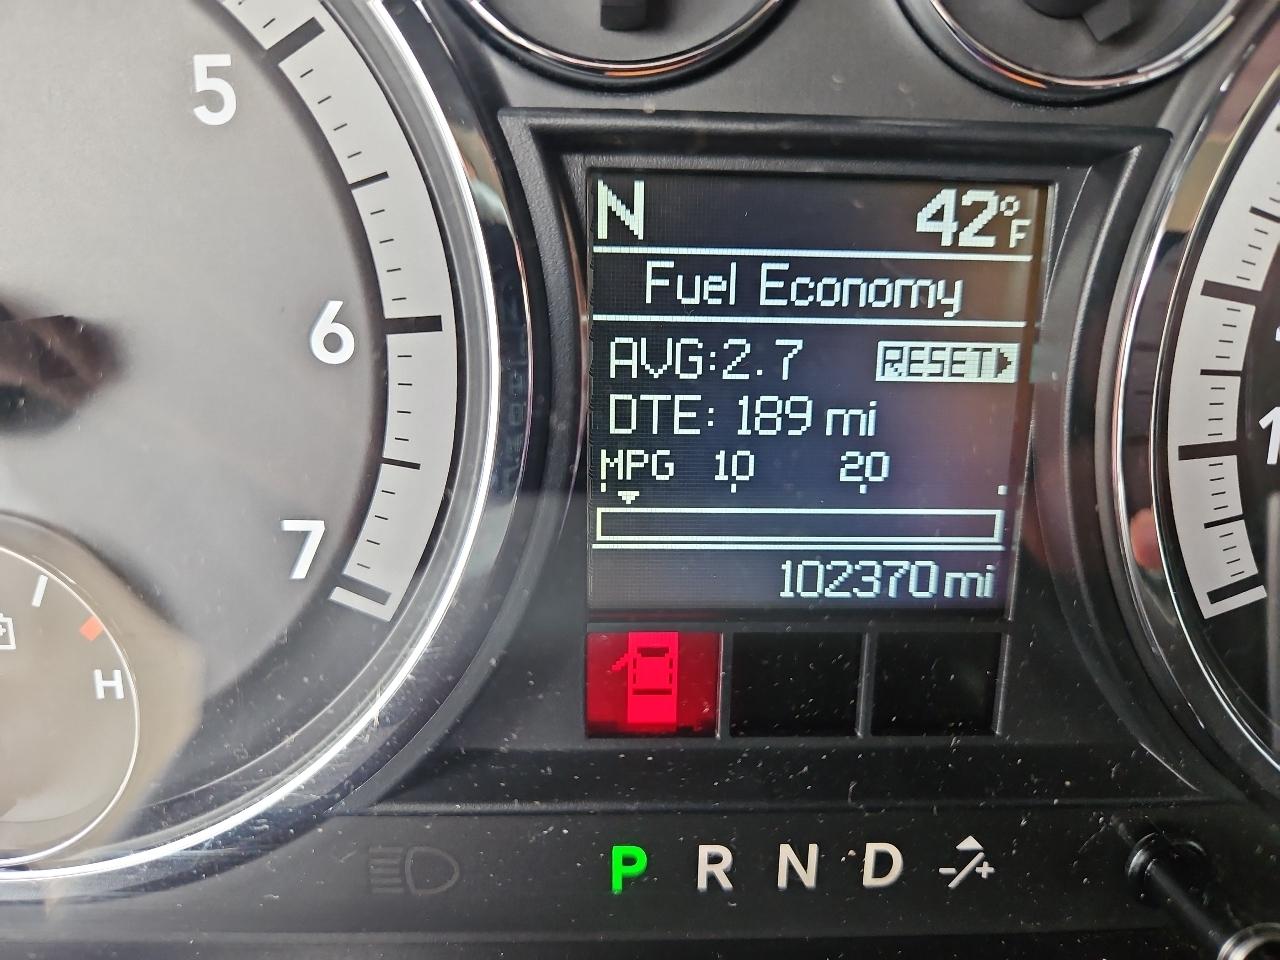 5
6
7
H
N 42°F
Fuel Economy
AVG:2.7 RESET
DTE: 189 mi
MPG 10 20
102370mi
P R N D -/+